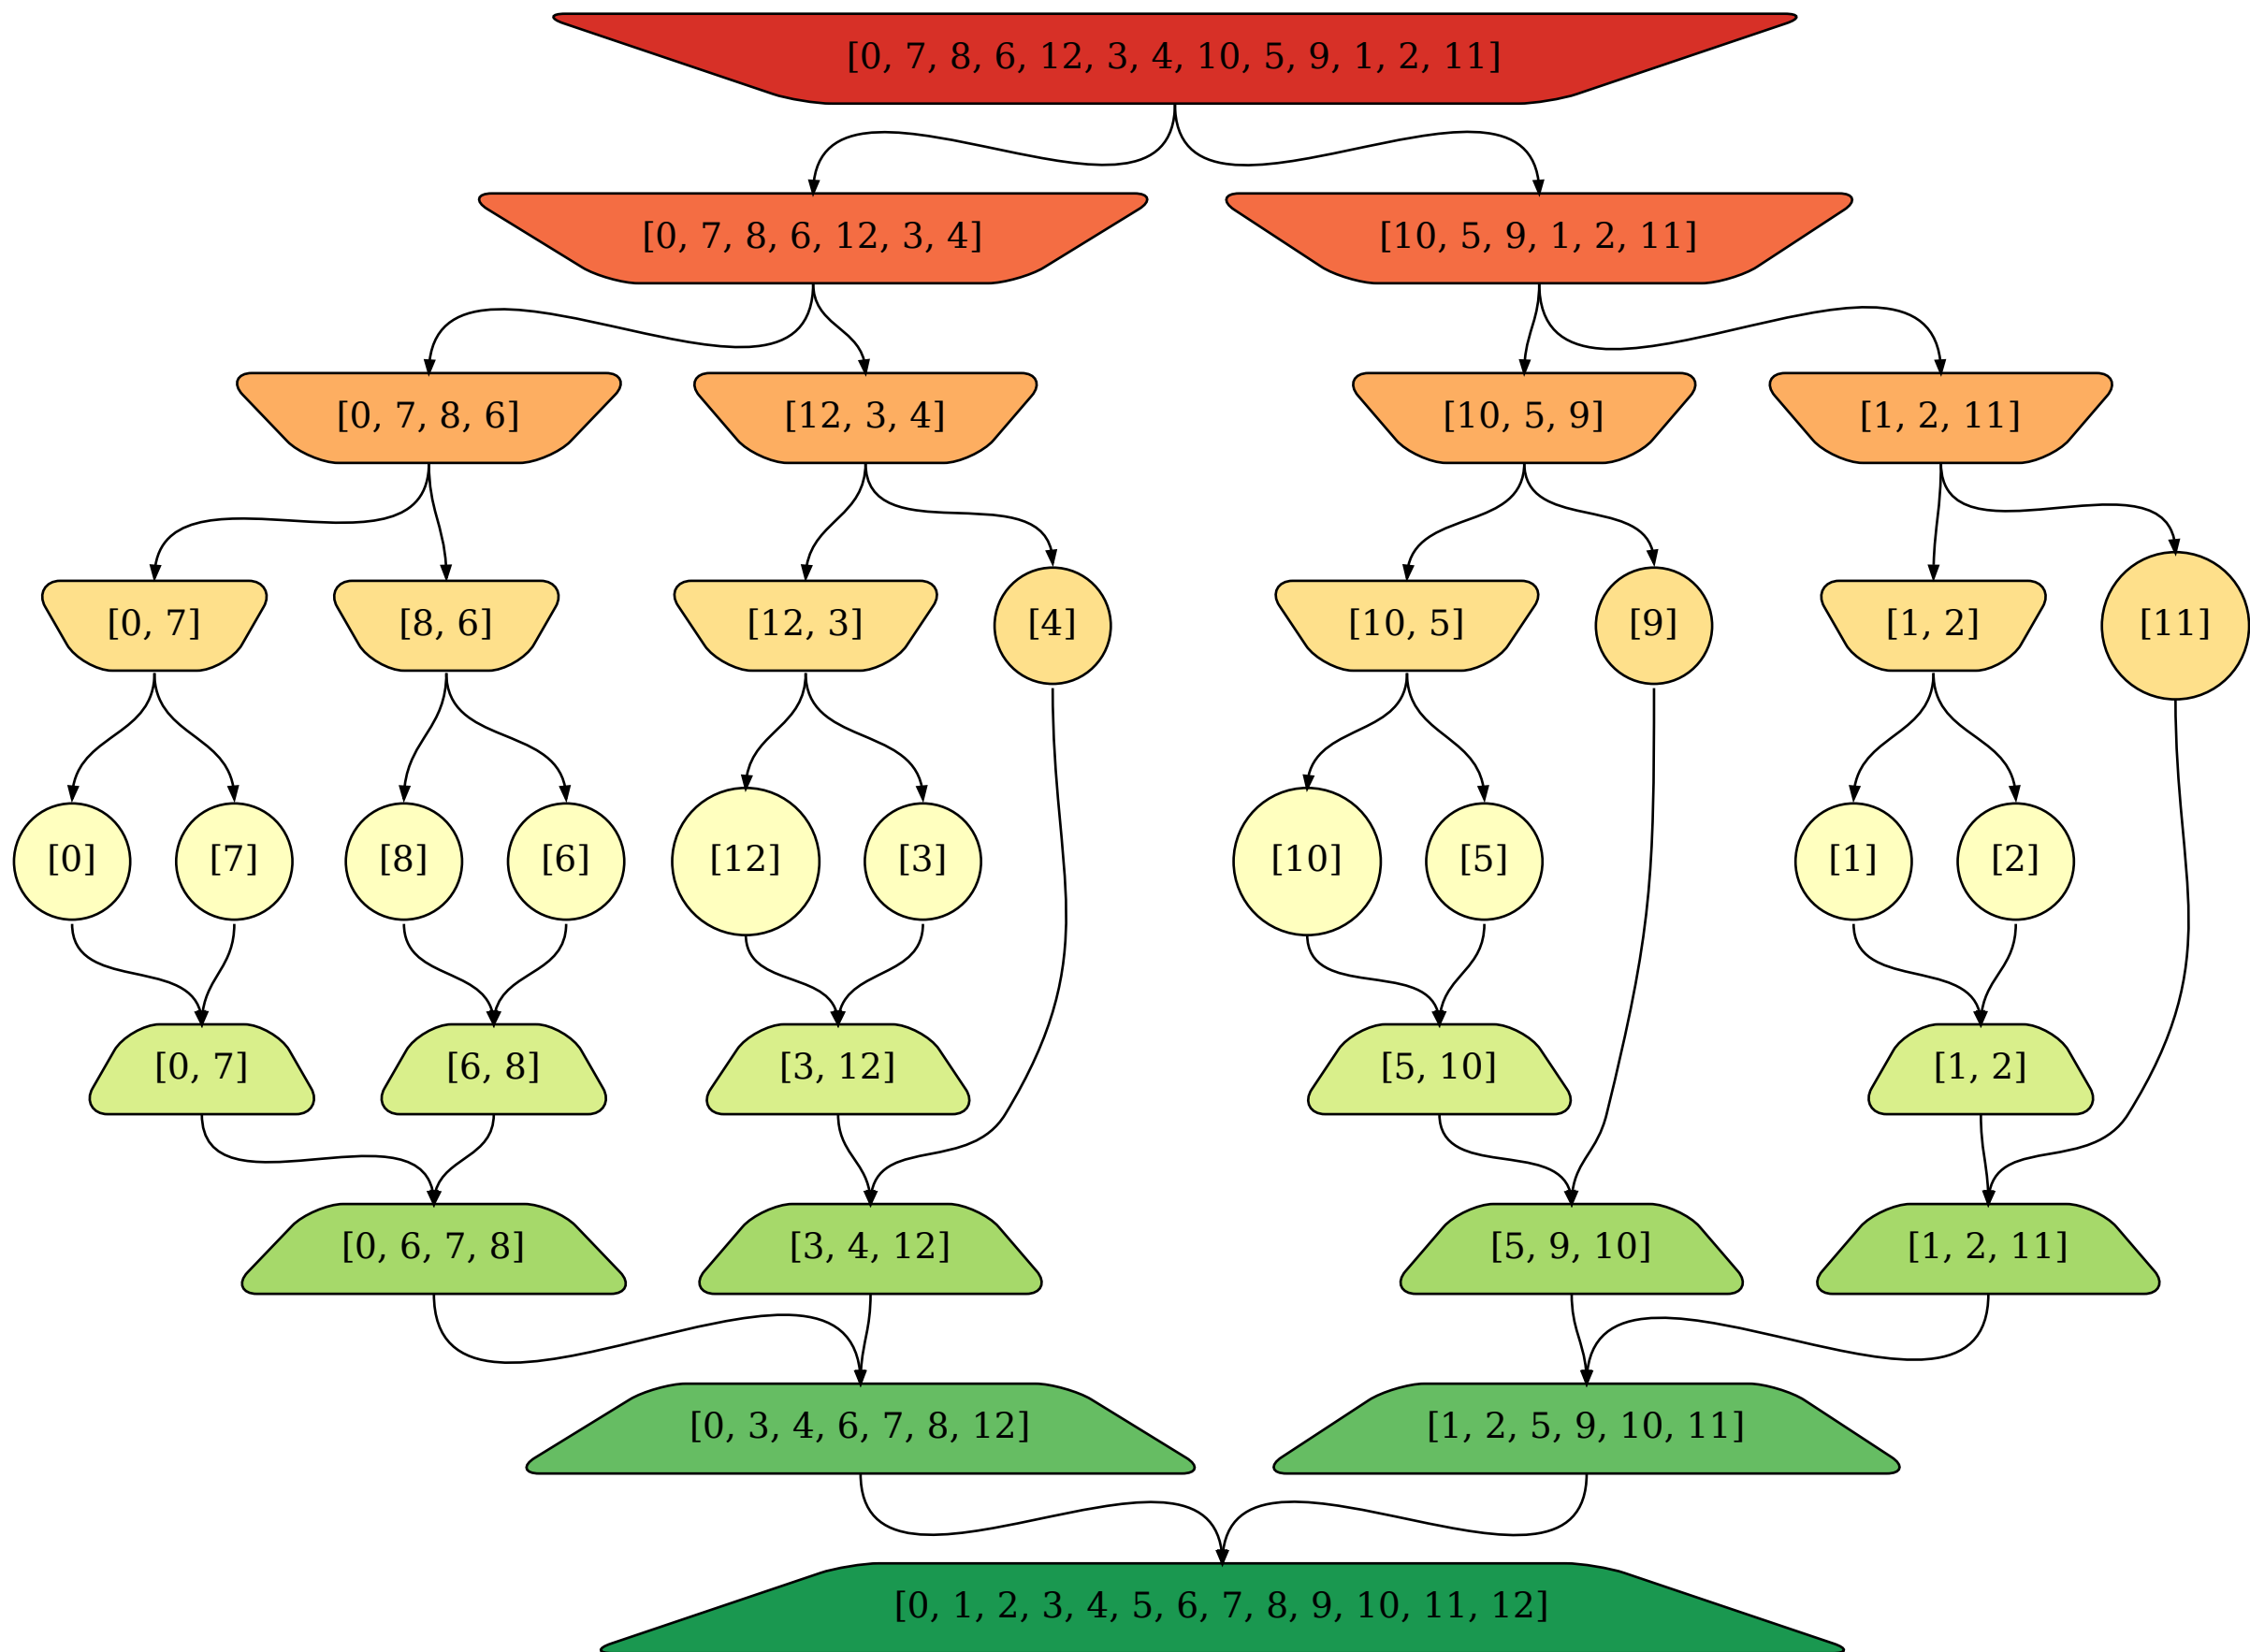 [0, 7, 8, 6, 12, 3, 4, 10, 5, 9, 1, 2, 11]
[0, 7, 8, 6, 12, 3, 4]
[10, 5, 9, 1, 2, 11]
[0, 7, 8, 6]
[12, 3, 4]
[10, 5, 9]
[1, 2, 11]
[0, 7]
[8, 6]
[12, 3]
[4]
[10, 5]
[9]
[1, 2]
[11]
[0]
[7]
[8]
[6]
[12]
[3]
[10]
[5]
[1]
[2]
[0, 7]
[6, 8]
[3, 12]
[5, 10]
[1, 2]
[0, 6, 7, 8]
[3, 4, 12]
[5, 9, 10]
[1, 2, 11]
[0, 3, 4, 6, 7, 8, 12]
[1, 2, 5, 9, 10, 11]
[0, 1, 2, 3, 4, 5, 6, 7, 8, 9, 10, 11, 12]